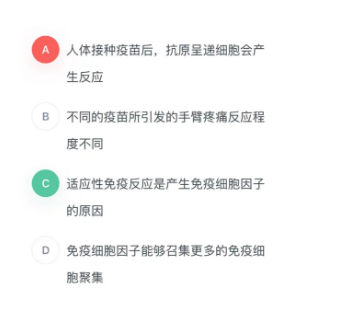 A 人体接种疫苗后，抗原呈递细胞会产
生反应
B 不同的疫苗所引发的手臂疼痛反应程
度不同
C 适应性免疫反应是产生免疫细胞因子
的原因
D 免疫细胞因子能够召集更多的免疫细
胞聚集